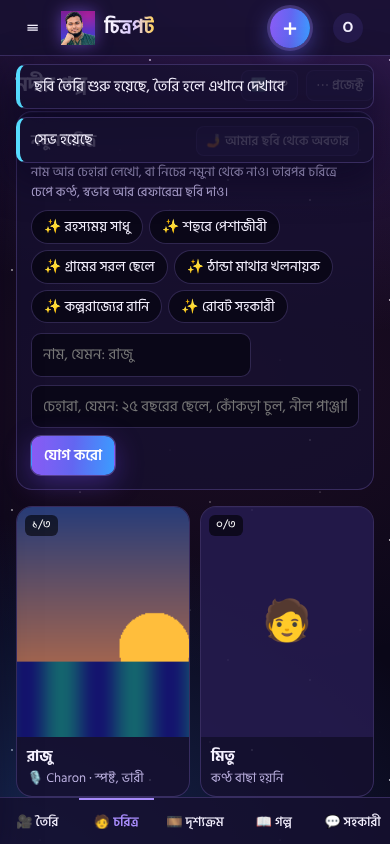 চিত্রপট
+
O
ছবি তৈরি শুরু হয়েছে, তৈরি হলে এখানে দেখাবে
প্রজেক্ট
সেভ হয়েছে
আমার ছবি থেকে অবতার
নাম আর চেহারা লেখো, বা নিচের নমুনা থেকে নাও। তারপর চরিত্রে
চেপে কণ্ঠ, স্বভাব আর রেফারেন্স ছবি দাও।
রহস্যময় সাধু
শহুরে পেশাজীবী
গ্রামের সরল ছেলে
ঠান্ডা মাথার খলনায়ক
কল্পরাজ্যের রানি
রোবট সহকারী
নাম, যেমন: রাজু
চেহারা, যেমন: ২৫ বছরের ছেলে, কোঁকড়া চুল, নীল পাঞ্জাবি
যোগ করো
১/৩
০/৩
রাজু
মিতু
Charon · স্পষ্ট, ভারী
কণ্ঠ বাছা হয়নি
তৈরি
চরিত্র
দৃশ্যক্রম
গল্প
সহকারী